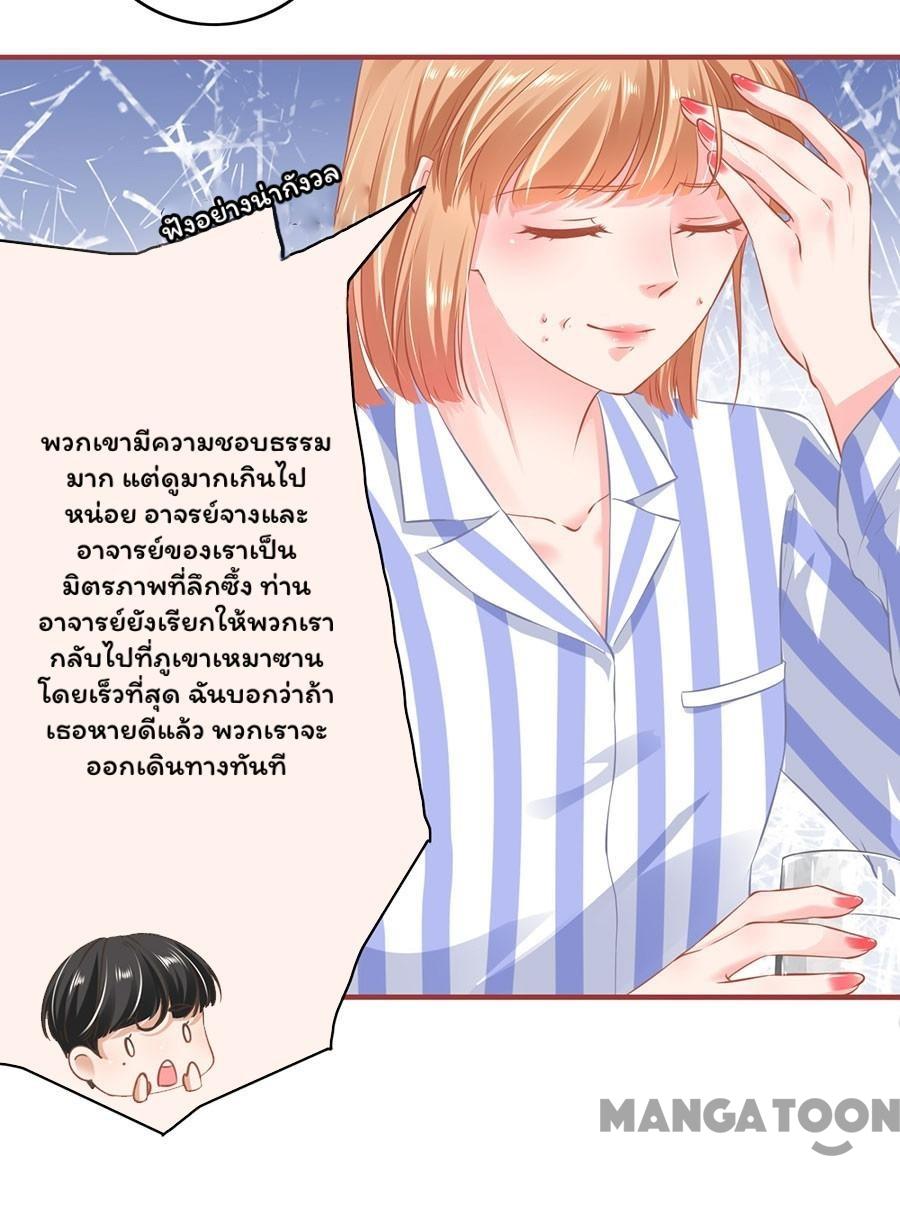 ฟังอย่างน่ากังวล
พวกเขามีความชอบธรรม
มาก แต่ดูมากเกินไป
หน่อย อาจรย์จางและ
อาจารย์ของเราเป็น
มิตรภาพที่ลึกซึ้ง ท่าน
อาจารย์ยังเรียกให้พวกเรา
กลับไปที่ภูเขาเหมาซาน
โดยเร็วที่สุด ฉันบอกว่าถ้า
เธอหายดีแล้ว พวกเราจะ
ออกเดินทางทันที
MANGATOON